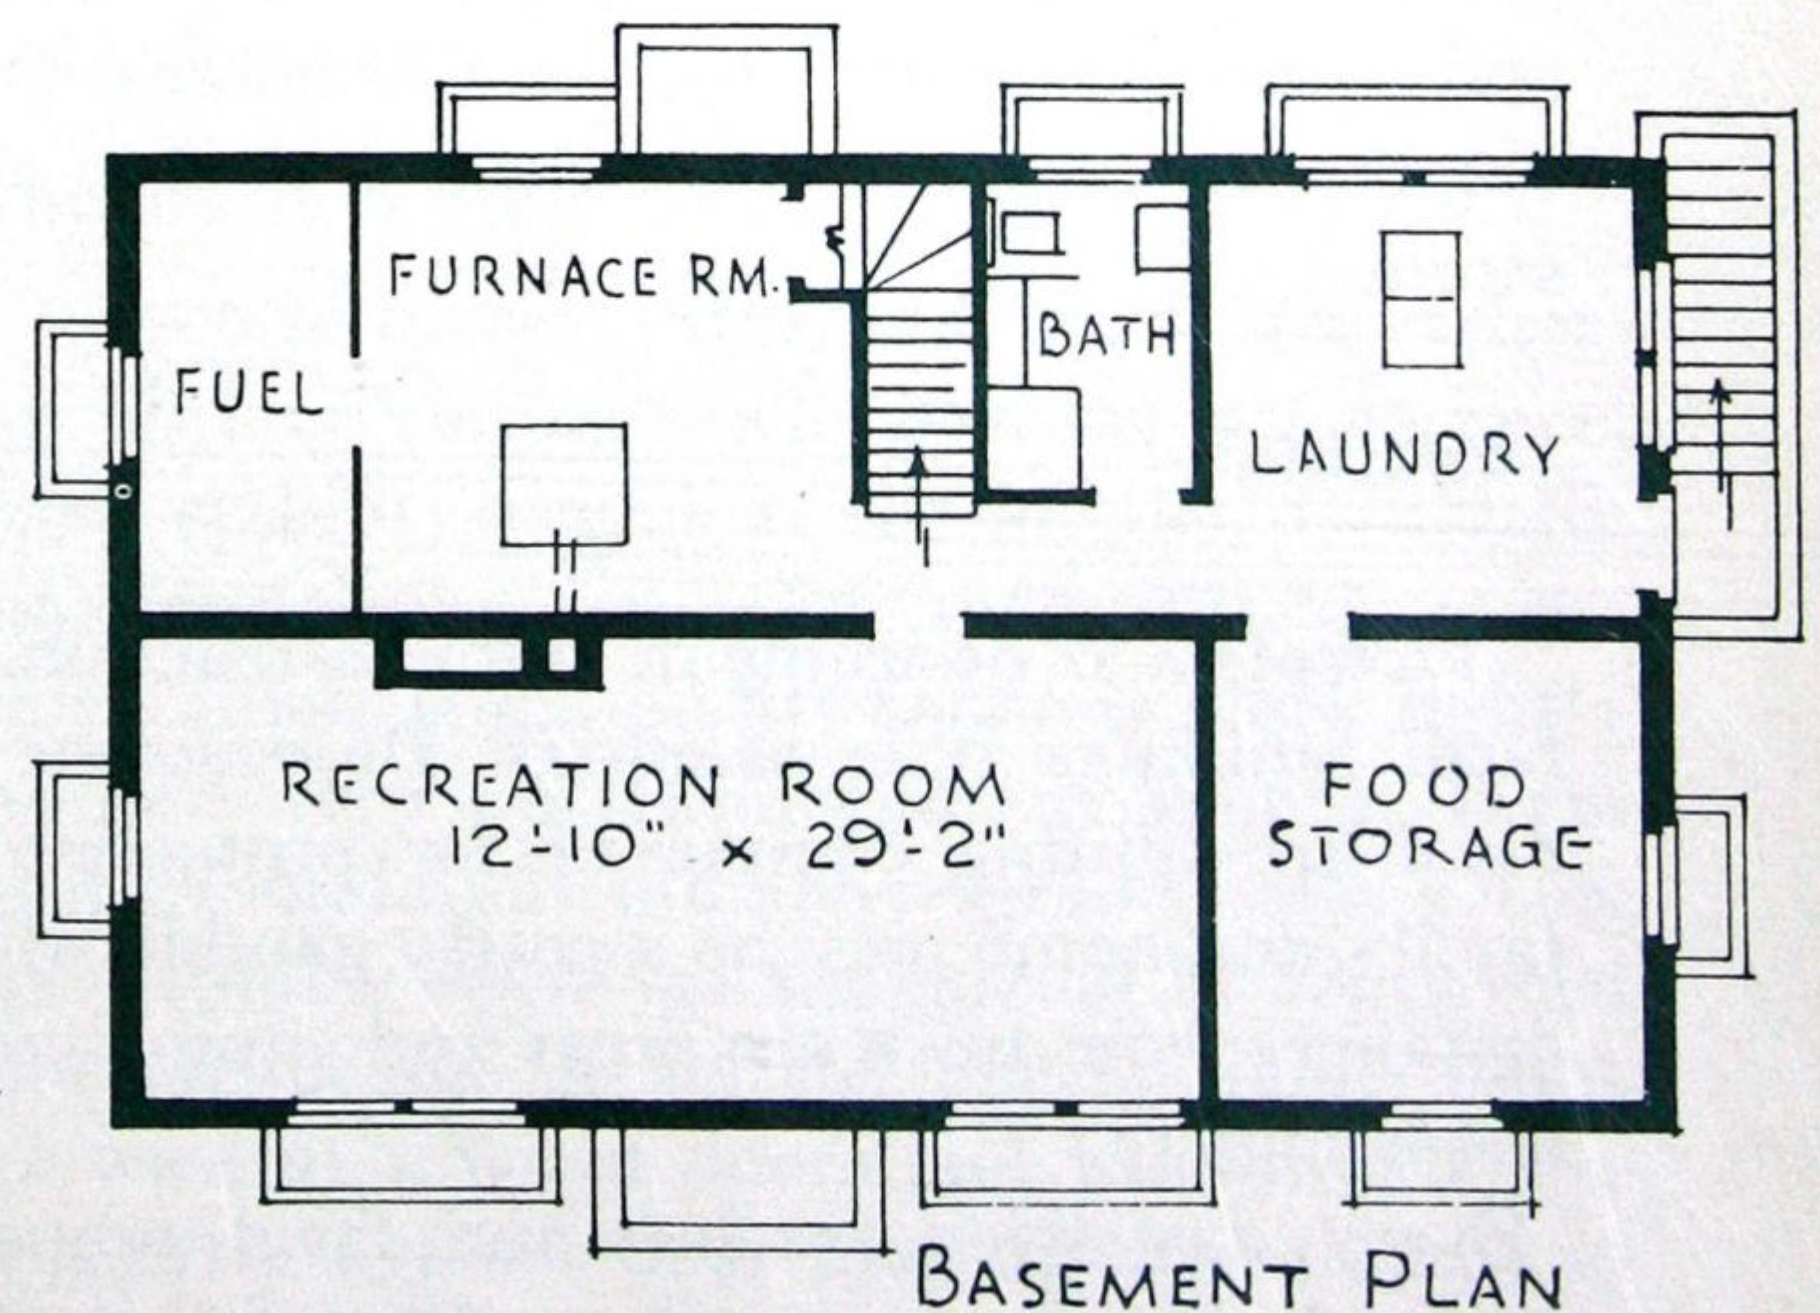 FURNACE RM.
BATH
FUEL
LAUNDRY
RECREATION ROOM
12'-10" x 29'-2"
FOOD
STORAGE
BASEMENT PLAN